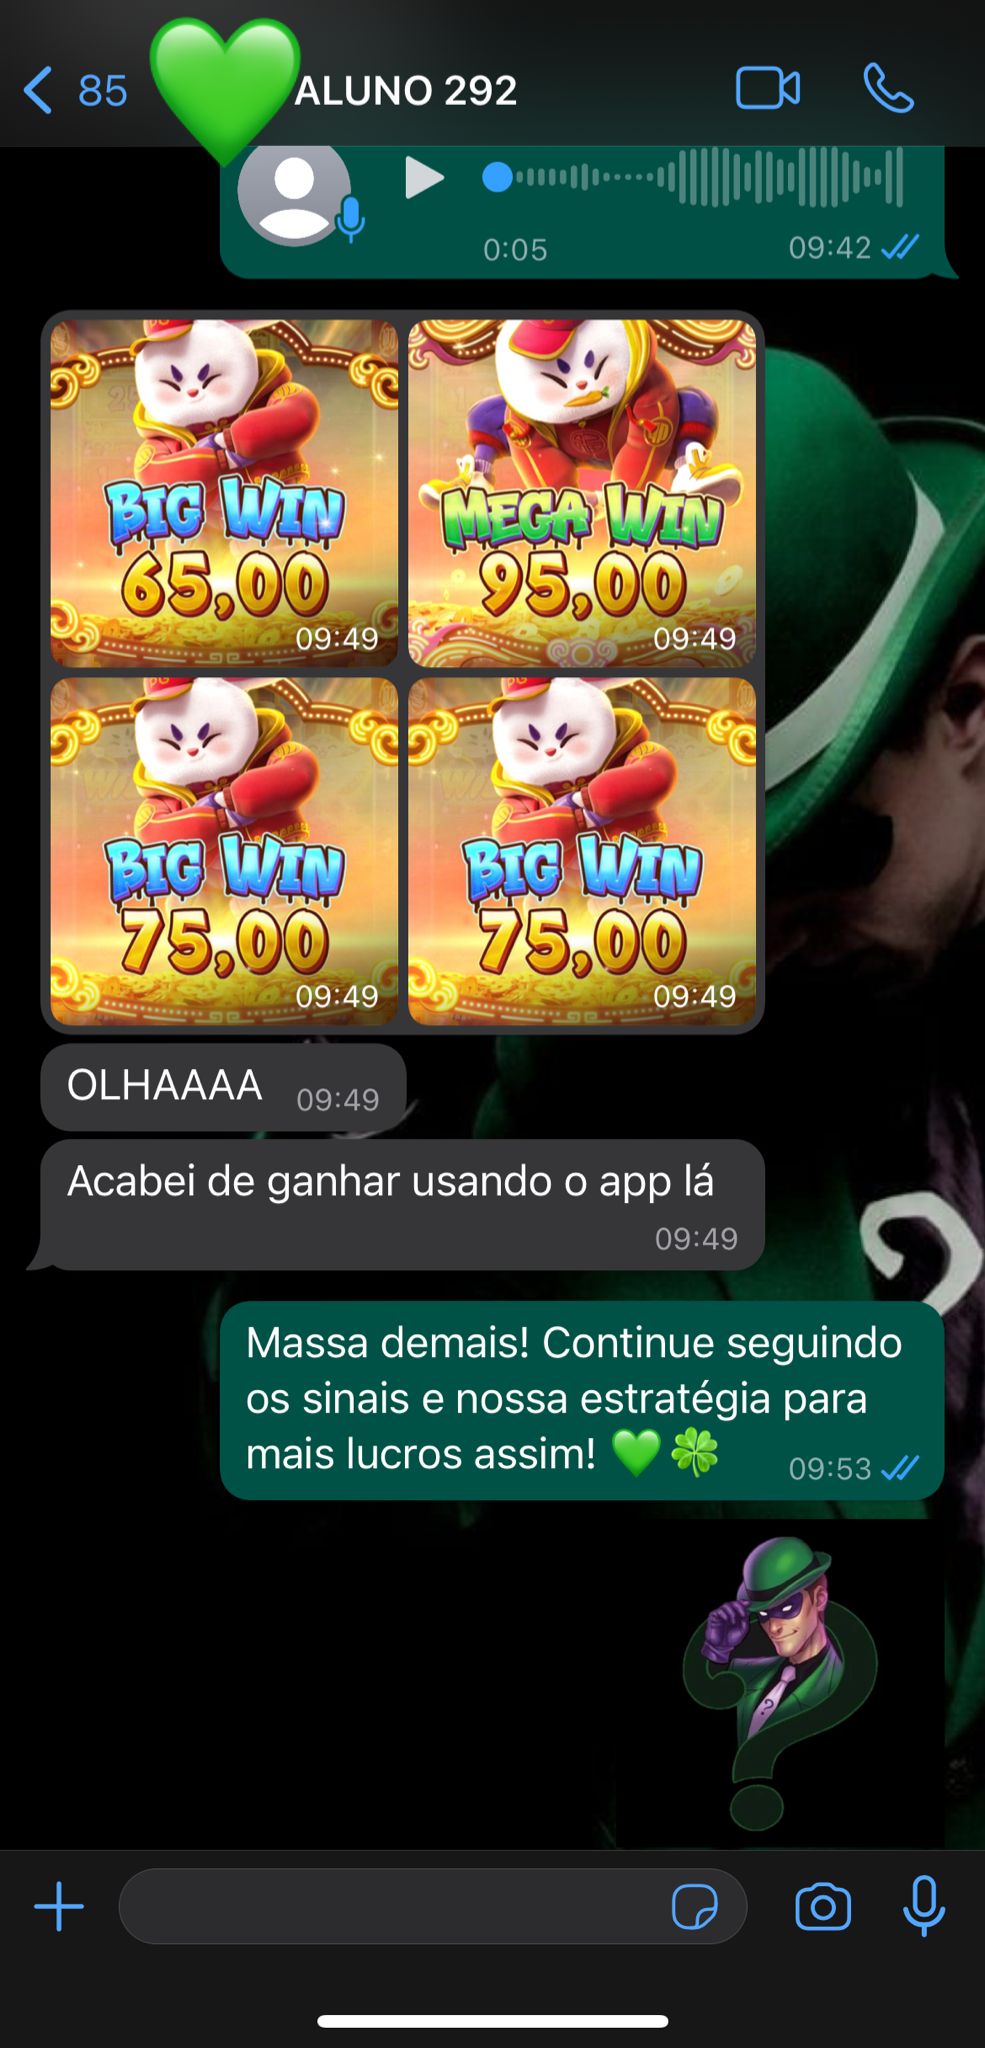 85
ALUNO 292
0:05
09:42
BIG WIN
65,00
09:49
MEGA WIN
95,00
09:49
BIG WIN
75,00
09:49
BIG WIN
75,00
09:49
OLHAAAA
09:49
Acabei de ganhar usando o app lá
09:49
Massa demais! Continue seguindo
os sinais e nossa estratégia para
mais lucros assim! 💚🍀
09:53
?